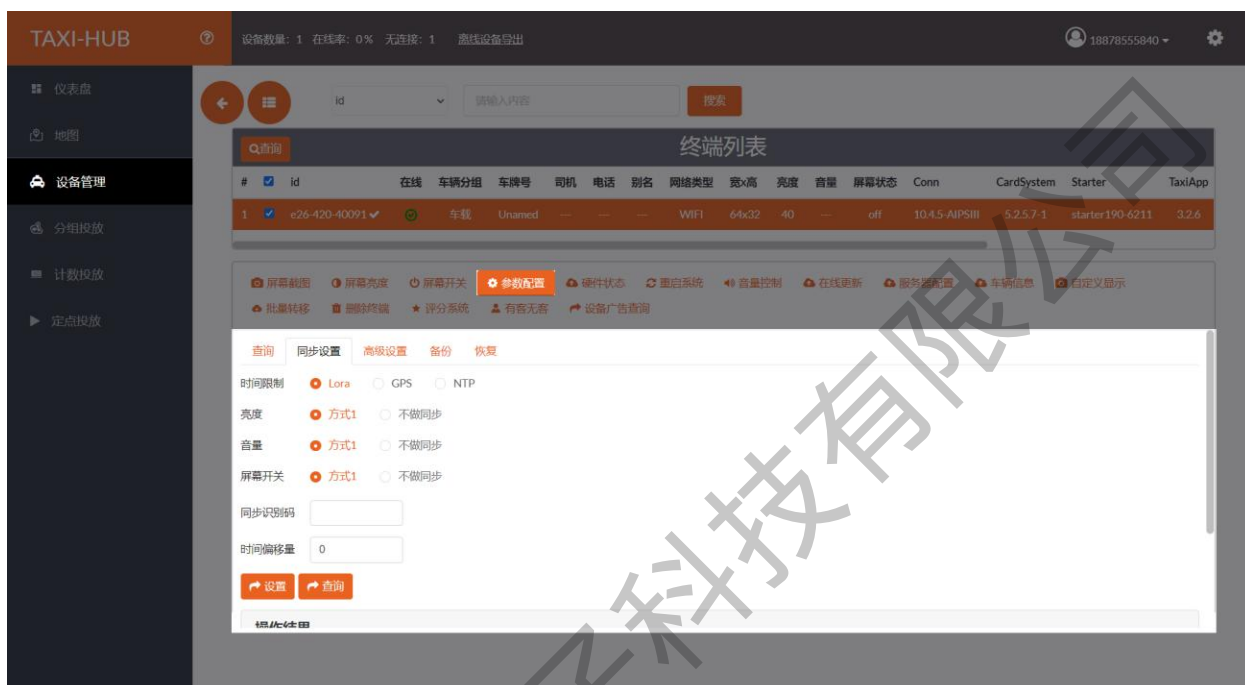 TAXI-HUB 设备数量: 1 在线率: 0% 无连接: 1 离线设备导出 18878555840
仪表盘
地图
设备管理
分组投放
计数投放
定点投放
id 请输入内容 搜索
查询 终端列表
# id 在线 车辆分组 车牌号 司机 电话 别名 网络类型 宽x高 亮度 音量 屏幕状态 Conn CardSystem Starter TaxiApp
1 e26-420-40091 车载 Unamed — — — WIFI 64x32 40 — off 10.4.5-AIPSIII 5.2.5.7-1 starter190-6211 3.2.6
屏幕截图 屏幕亮度 屏幕开关 参数配置 硬件状态 重启系统 音量控制 在线更新 服务器配置 车辆信息 自定义显示
批量转移 删除终端 评分系统 有客无客 设备广告查询
查询 同步设置 高级设置 备份 恢复
时间限制 Lora GPS NTP
亮度 方式1 不做同步
音量 方式1 不做同步
屏幕开关 方式1 不做同步
同步识别码
时间偏移量 0
设置 查询
操作结果
子科技有限公司